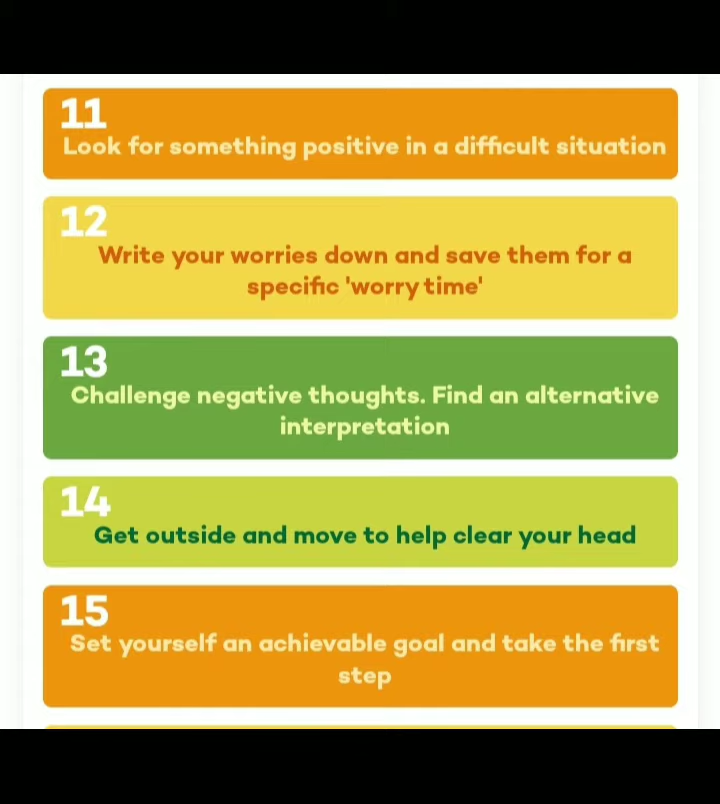 11
Look for something positive in a difficult situation
12
Write your worries down and save them for a
specific 'worry time'
13
Challenge negative thoughts. Find an alternative
interpretation
14
Get outside and move to help clear your head
15
Set yourself an achievable goal and take the first
step